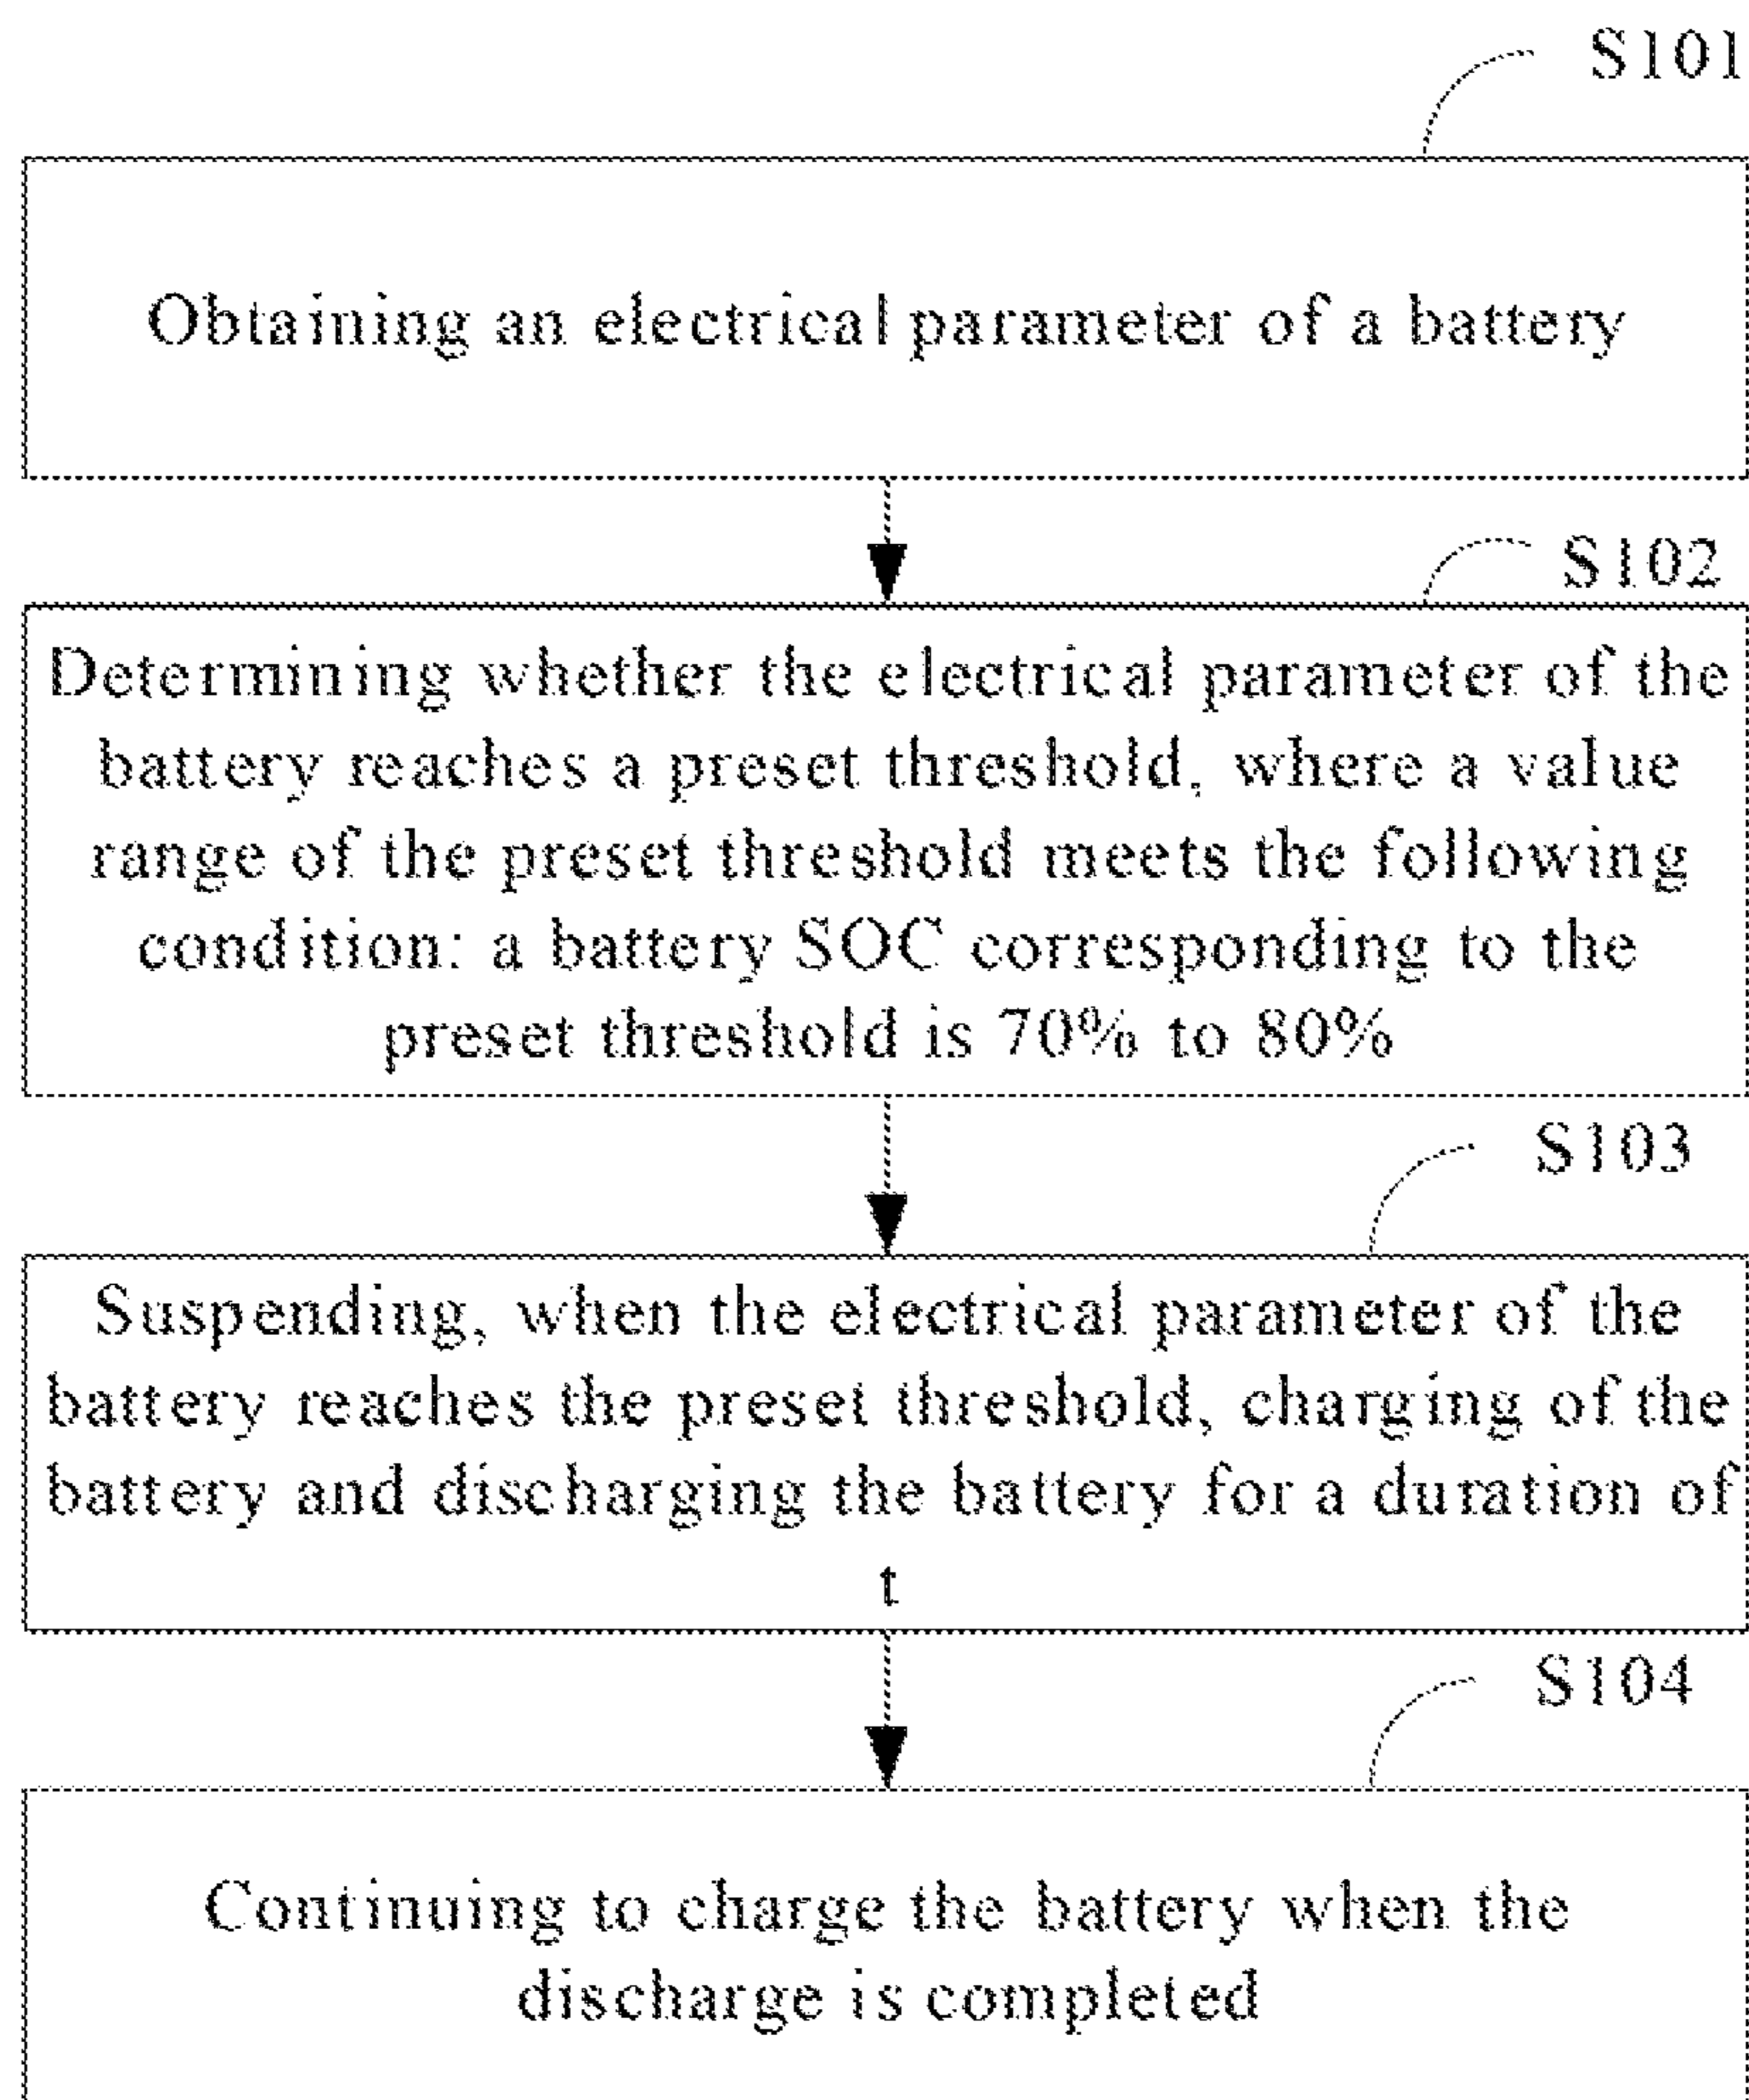 S101
Obtaining an electrical parameter of a battery
S102
Determining whether the electrical parameter of the
battery reaches a preset threshold, where a value
range of the preset threshold meets the following
condition: a battery SOC corresponding to the
preset threshold is 70% to 80%
S103
Suspending, when the electrical parameter of the
battery reaches the preset threshold, charging of the
battery and discharging the battery for a duration of
t
S104
Continuing to charge the battery when the
discharge is completed